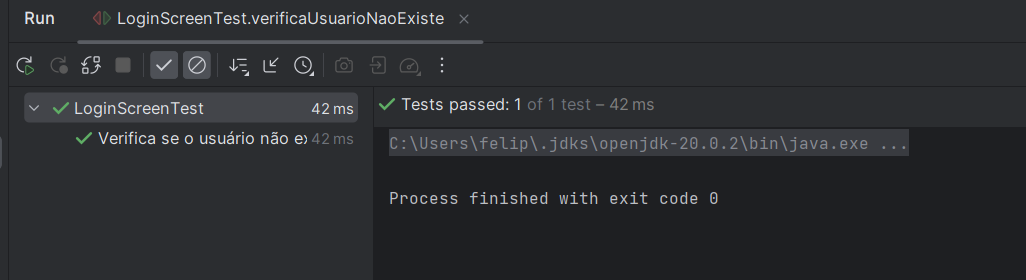 Run LoginScreenTest.verificaUsuarioNaoExiste
LoginScreenTest 42 ms
Verifica se o usuário não e 42 ms
Tests passed: 1 of 1 test – 42 ms
C:\Users\felip\.jdks\openjdk-20.0.2\bin\java.exe ...
Process finished with exit code 0